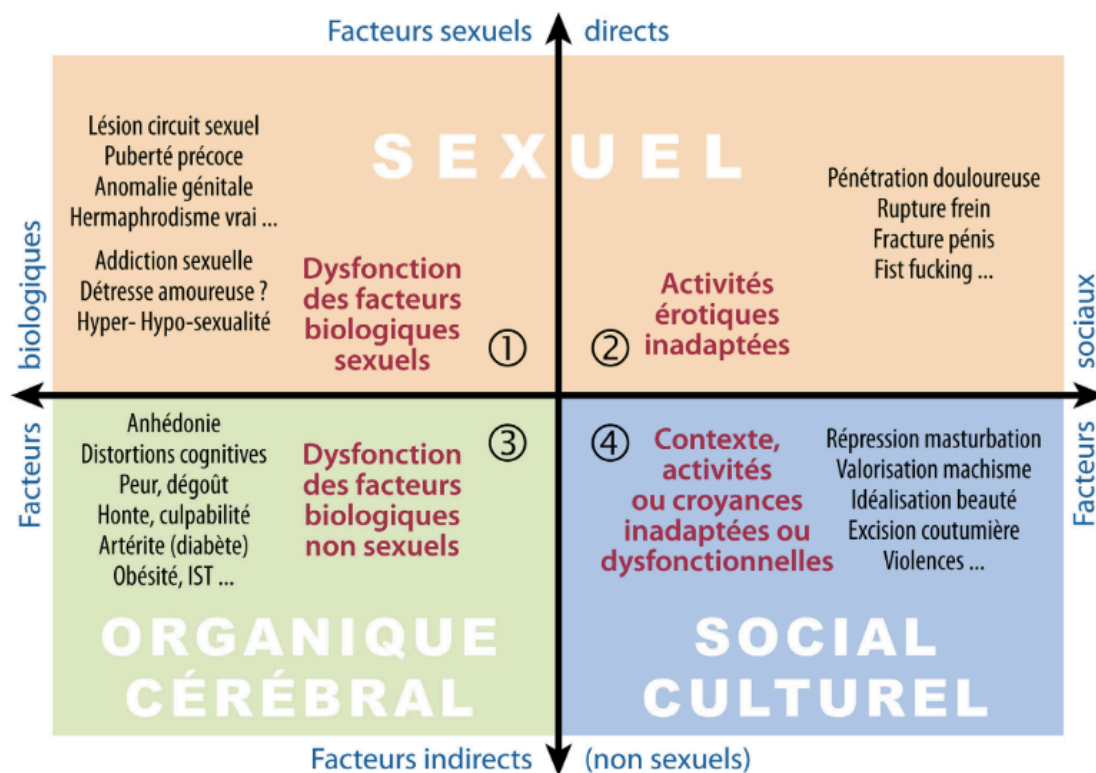 Facteurs sexuels directs
SEXUEL
Lésion circuit sexuel
Puberté précoce
Anomalie génitale
Hermaphrodisme vrai ...
Addiction sexuelle
Détresse amoureuse ?
Hyper- Hypo-sexualité
Dysfonction
des facteurs
biologiques
sexuels
①
②
Activités
érotiques
inadaptées
Pénétration douloureuse
Rupture frein
Fracture pénis
Fist fucking ...
Facteurs biologiques
Facteurs sociaux
Anhédonie
Distortions cognitives
Peur, dégoût
Honte, culpabilité
Artérite (diabète)
Obésité, IST ...
Dysfonction
des facteurs
biologiques
non sexuels
③
④
Contexte,
activités
ou croyances
inadaptées ou
dysfonctionnelles
Répression masturbation
Valorisation machisme
Idéalisation beauté
Excision coutumière
Violences ...
ORGANIQUE
CÉRÉBRAL
SOCIAL
CULTUREL
Facteurs indirects (non sexuels)